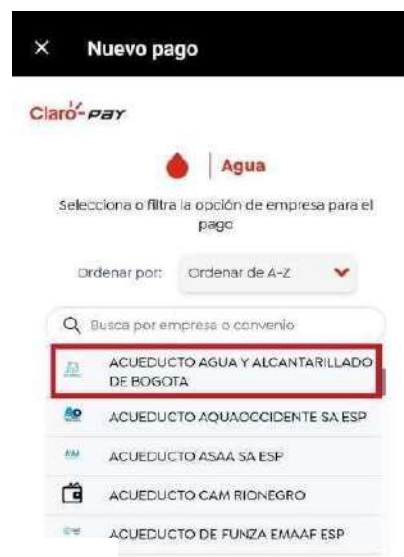 Nuevo pago
Claro-pay
Agua
Selecciona o filtra la opción de empresa para el
pago
Ordenar por:
Ordenar de A-Z
Busca por empresa o convenio
ACUEDUCTO AGUA Y ALCANTARILLADO
DE BOGOTA
ACUEDUCTO AQUAOCCIDENTE SA ESP
ACUEDUCTO ASAA SA ESP
ACUEDUCTO CAM RIONEGRO
ACUEDUCTO DE FUNZA EMAAF ESP